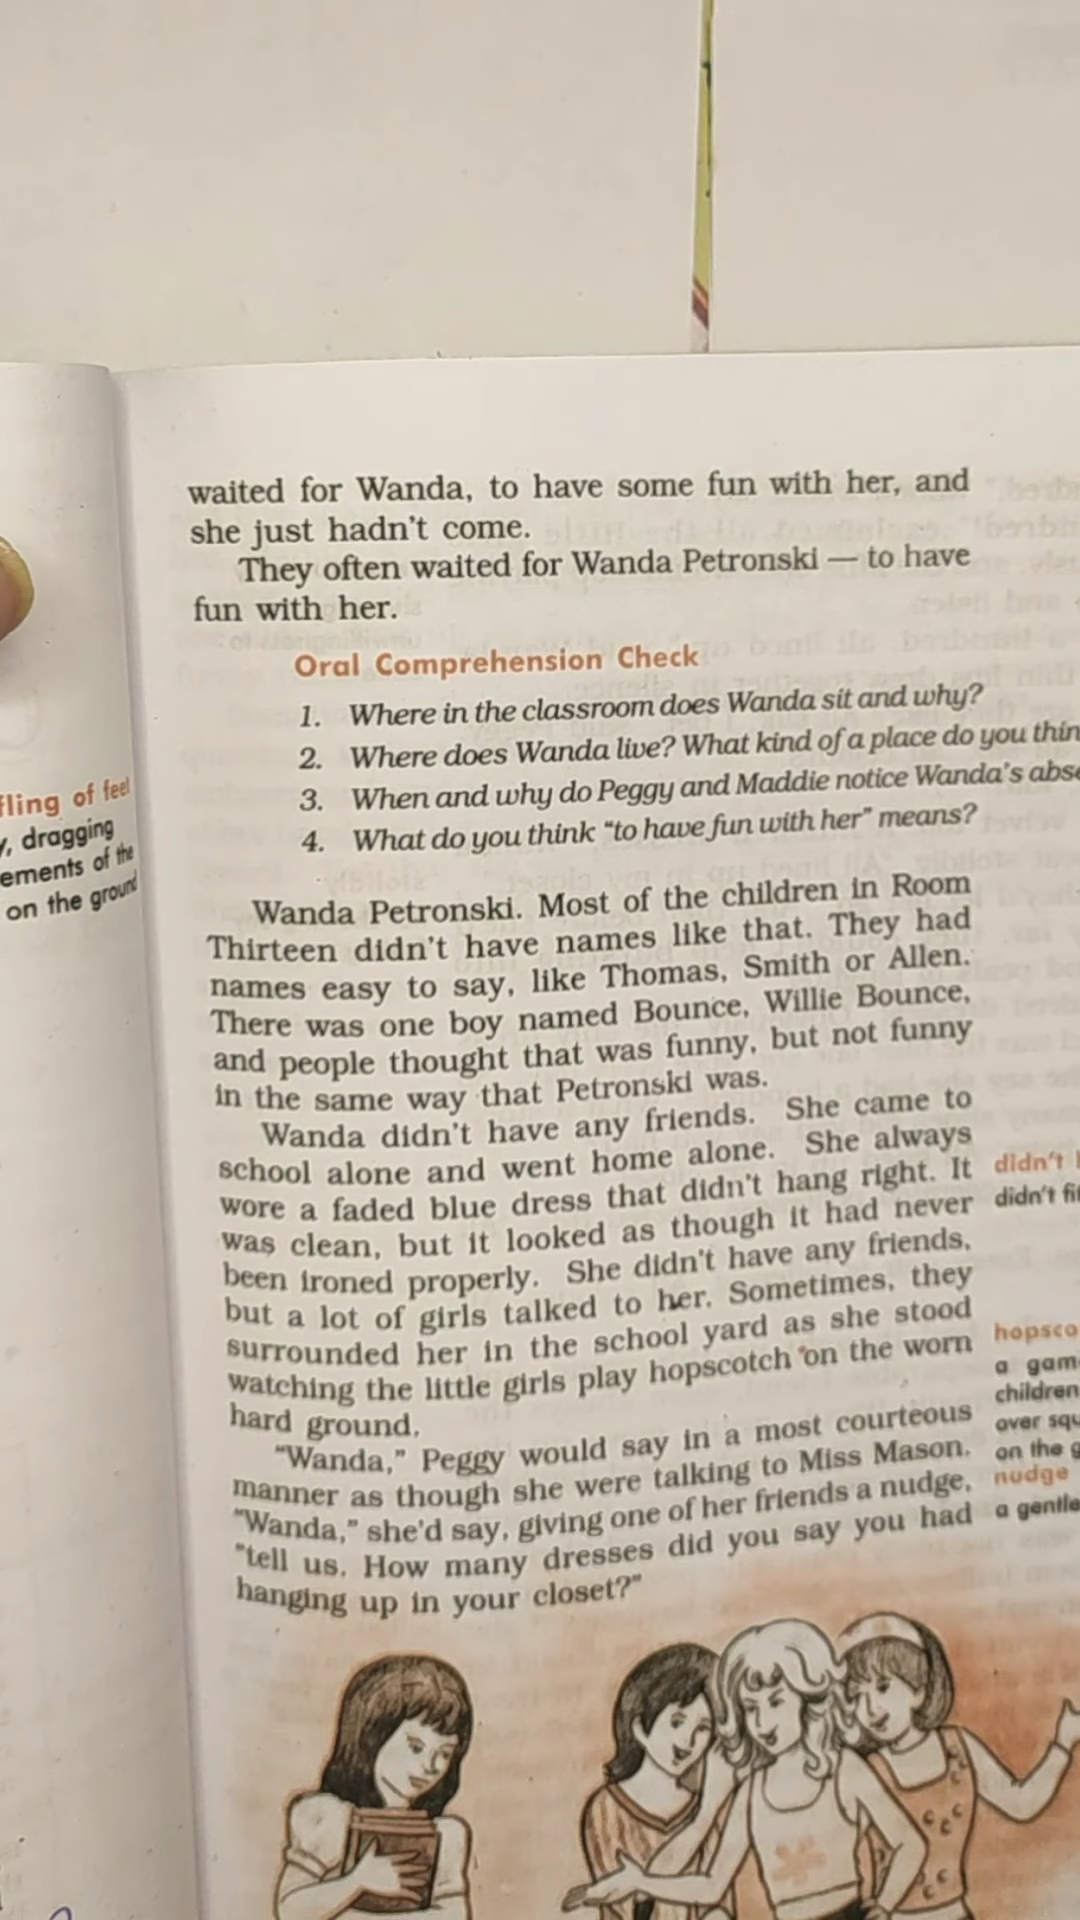 waited for Wanda, to have some fun with her, and
she just hadn't come.
They often waited for Wanda Petronski — to have
fun with her.
Oral Comprehension Check
1. Where in the classroom does Wanda sit and why?
2. Where does Wanda live? What kind of a place do you
3. When and why do Peggy and Maddie notice Wanda's
4. What do you think "to have fun with her" means?
of feel
dragging
of the
on the ground
Wanda Petronski. Most of the children in Room
Thirteen didn't have names like that. They had
names easy to say, like Thomas, Smith or Allen.
There was one boy named Bounce, Willie Bounce,
and people thought that was funny, but not funny
in the same way that Petronski was.
Wanda didn't have any friends. She came to
school alone and went home alone. She always
wore a faded blue dress that didn't hang right. It
was clean, but it looked as though it had never
been ironed properly. She didn't have any friends,
but a lot of girls talked to her. Sometimes, they
surrounded her in the school yard as she stood
watching the little girls play hopscotch on the worn
hard ground.
"Wanda," Peggy would say in a most courteous
manner as though she were talking to Miss Mason.
"Wanda," she'd say, giving one of her friends a nudge,
"tell us. How many dresses did you say you had
hanging up in your closet?"
didn't
didn't
a
children
over
on the
nudge
a